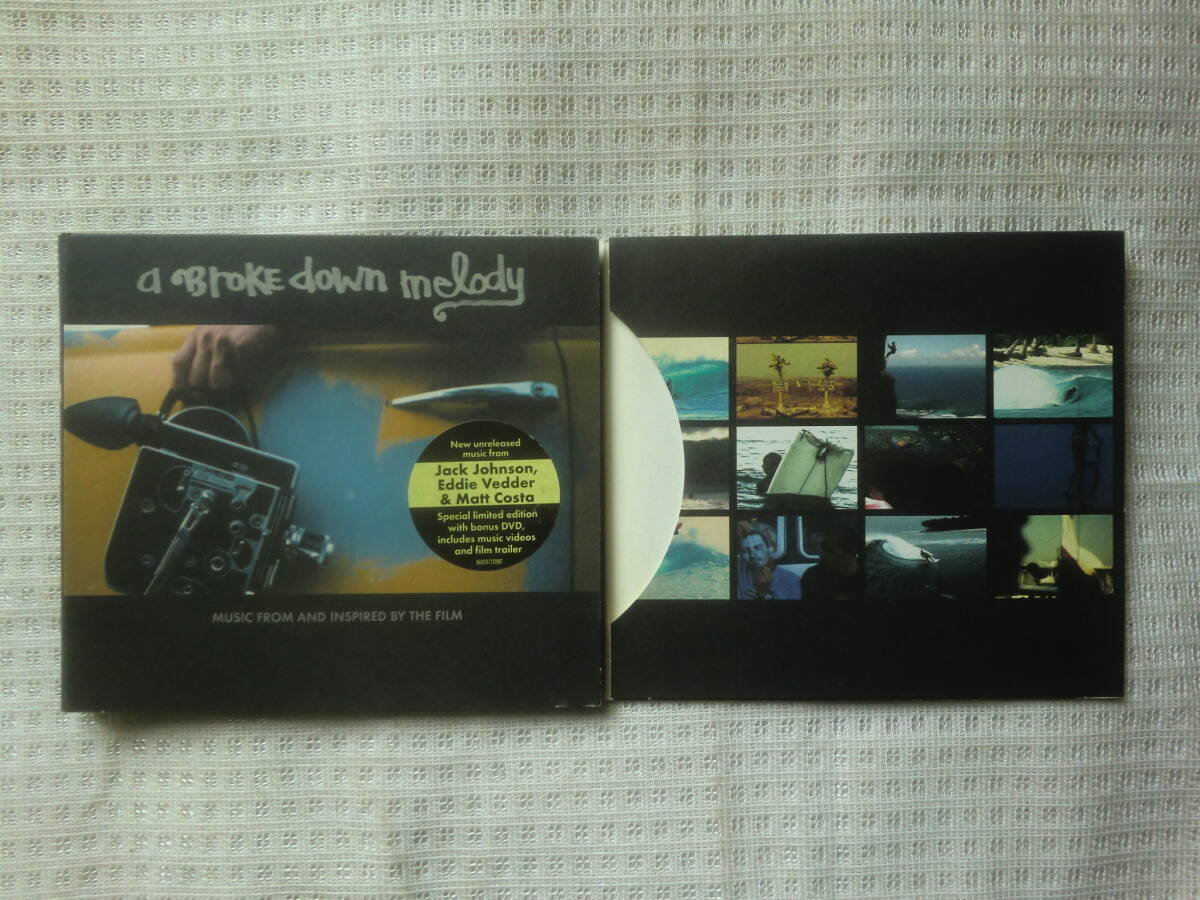 a Broke down melody
New unreleased
music from
Jack Johnson,
Eddie Vedder
& Matt Costa
Special limited edition
with bonus DVD,
includes music videos
and film trailer
MUSIC FROM AND INSPIRED BY THE FILM